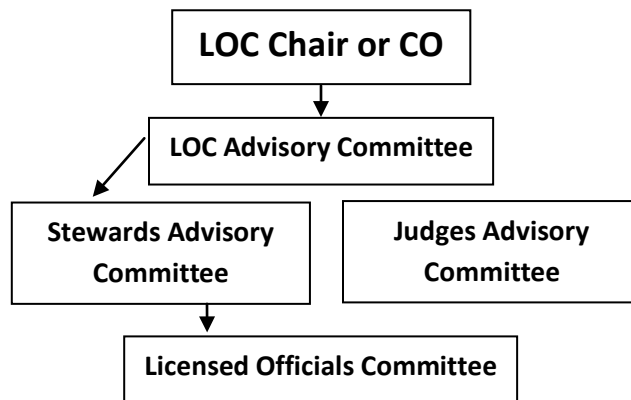 LOC Chair or CO
LOC Advisory Committee
Stewards Advisory
Committee
Judges Advisory
Committee
Licensed Officials Committee